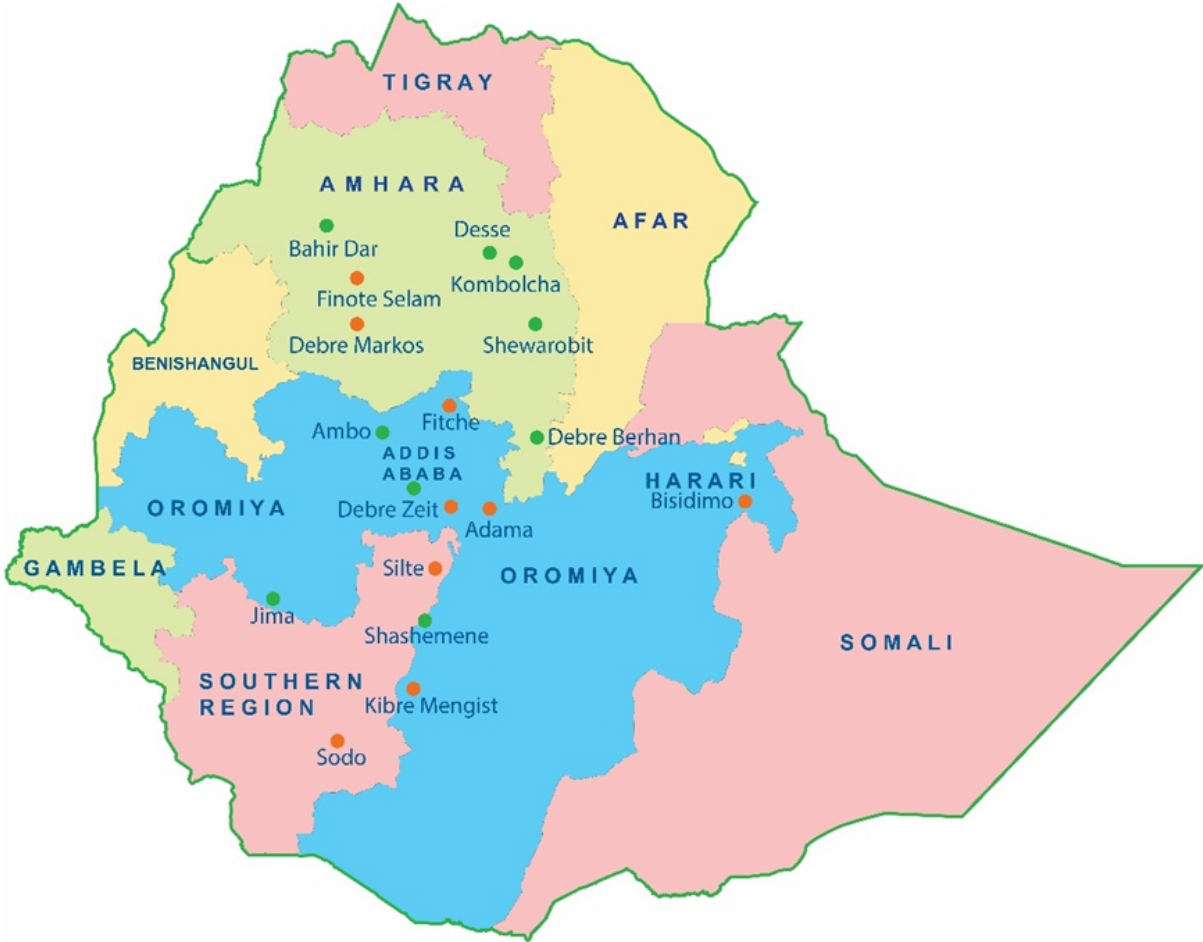 TIGRAY
AMHARA
AFAR
Desse
Bahir Dar
Kombolcha
Finote Selam
Debre Markos
Shewarobit
BENISHANGUL
Fitche
Ambo
Debre Berhan
ADDIS
ABABA
HARARI
Bisidimo
OROMIYA
Debre Zeit
Adama
GAMBELA
Silte
OROMIYA
Jima
Shashemene
SOMALI
SOUTHERN
REGION
Kibre Mengist
Sodo